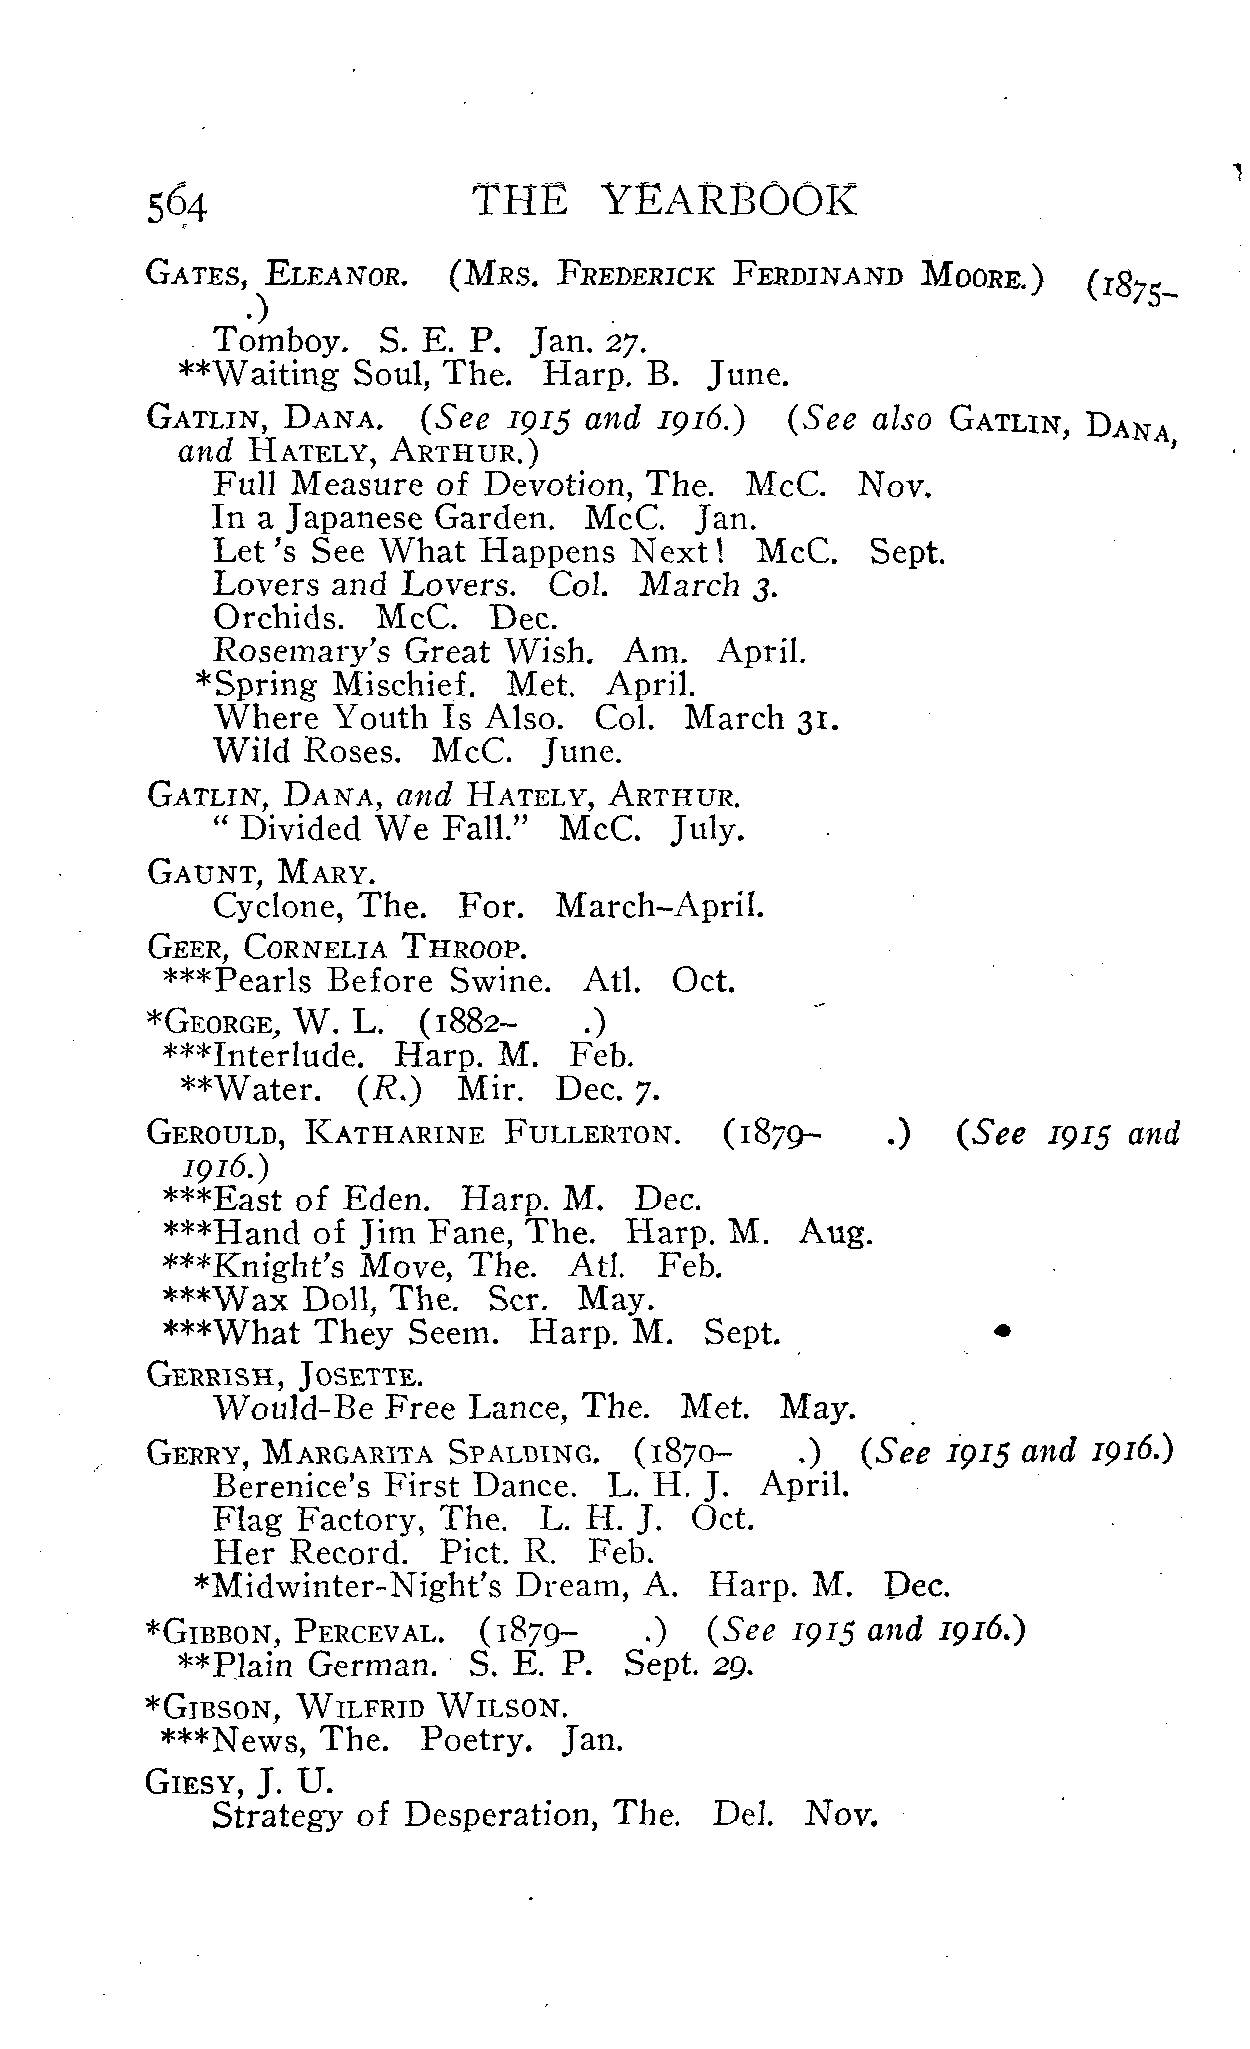 564 THE YEARBOOK
GATES, ELEANOR. (MRS. FREDERICK FERDINAND MOORE.) (1875-
.)
Tomboy. S. E. P. Jan. 27.
**Waiting Soul, The. Harp. B. June.
GATLIN, DANA. (See 1915 and 1916.) (See also GATLIN, DANA,
and HATELY, ARTHUR.)
Full Measure of Devotion, The. McC. Nov.
In a Japanese Garden. McC. Jan.
Let 's See What Happens Next! McC. Sept.
Lovers and Lovers. Col. March 3.
Orchids. McC. Dec.
Rosemary's Great Wish. Am. April.
*Spring Mischief. Met. April.
Where Youth Is Also. Col. March 31.
Wild Roses. McC. June.
GATLIN, DANA, and HATELY, ARTHUR.
“ Divided We Fall.” McC. July.
GAUNT, MARY.
Cyclone, The. For. March–April.
GEER, CORNELIA THROOP.
***Pearls Before Swine. Atl. Oct.
*GEORGE, W. L. (1882– .)
***Interlude. Harp. M. Feb.
**Water. (R.) Mir. Dec. 7.
GEROULD, KATHARINE FULLERTON. (1879– .) (See 1915 and
1916.)
***East of Eden. Harp. M. Dec.
***Hand of Jim Fane, The. Harp. M. Aug.
***Knight's Move, The. Atl. Feb.
***Wax Doll, The. Scr. May.
***What They Seem. Harp. M. Sept.
GERRISH, JOSETTE.
Would-Be Free Lance, The. Met. May.
GERRY, MARGARITA SPALDING. (1870– .) (See 1915 and 1916.)
Berenice's First Dance. L. H. J. April.
Flag Factory, The. L. H. J. Oct.
Her Record. Pict. R. Feb.
*Midwinter-Night's Dream, A. Harp. M. Dec.
*GIBBON, PERCEVAL. (1879– .) (See 1915 and 1916.)
**Plain German. S. E. P. Sept. 29.
*GIBSON, WILFRID WILSON.
***News, The. Poetry. Jan.
GIESY, J. U.
Strategy of Desperation, The. Del. Nov.